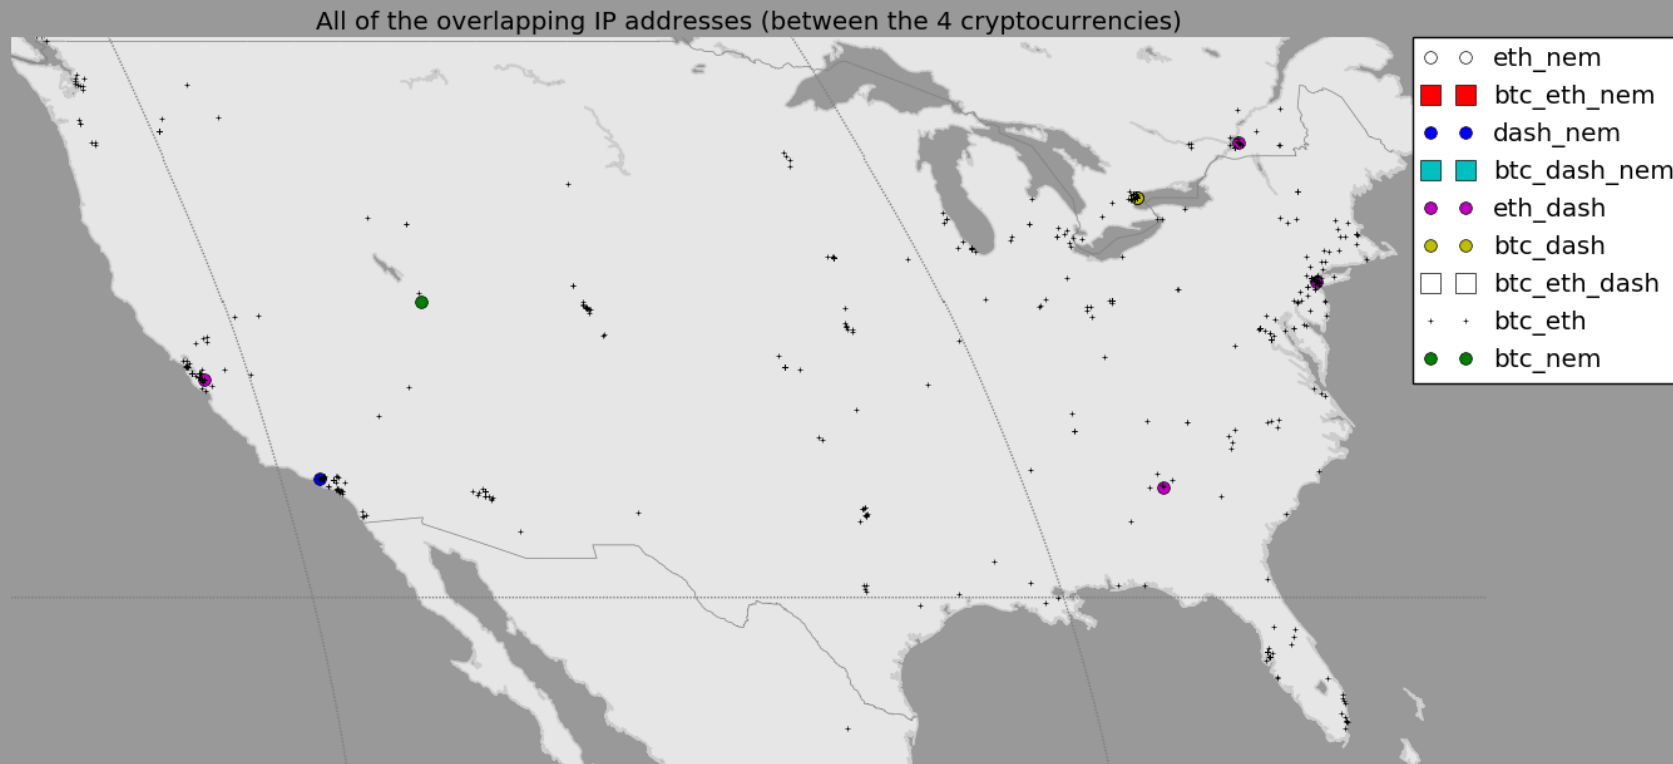 All of the overlapping IP addresses (between the 4 cryptocurrencies)
eth_nem
btc_eth_nem
dash_nem
btc_dash_nem
eth_dash
btc_dash
btc_eth_dash
btc_eth
btc_nem